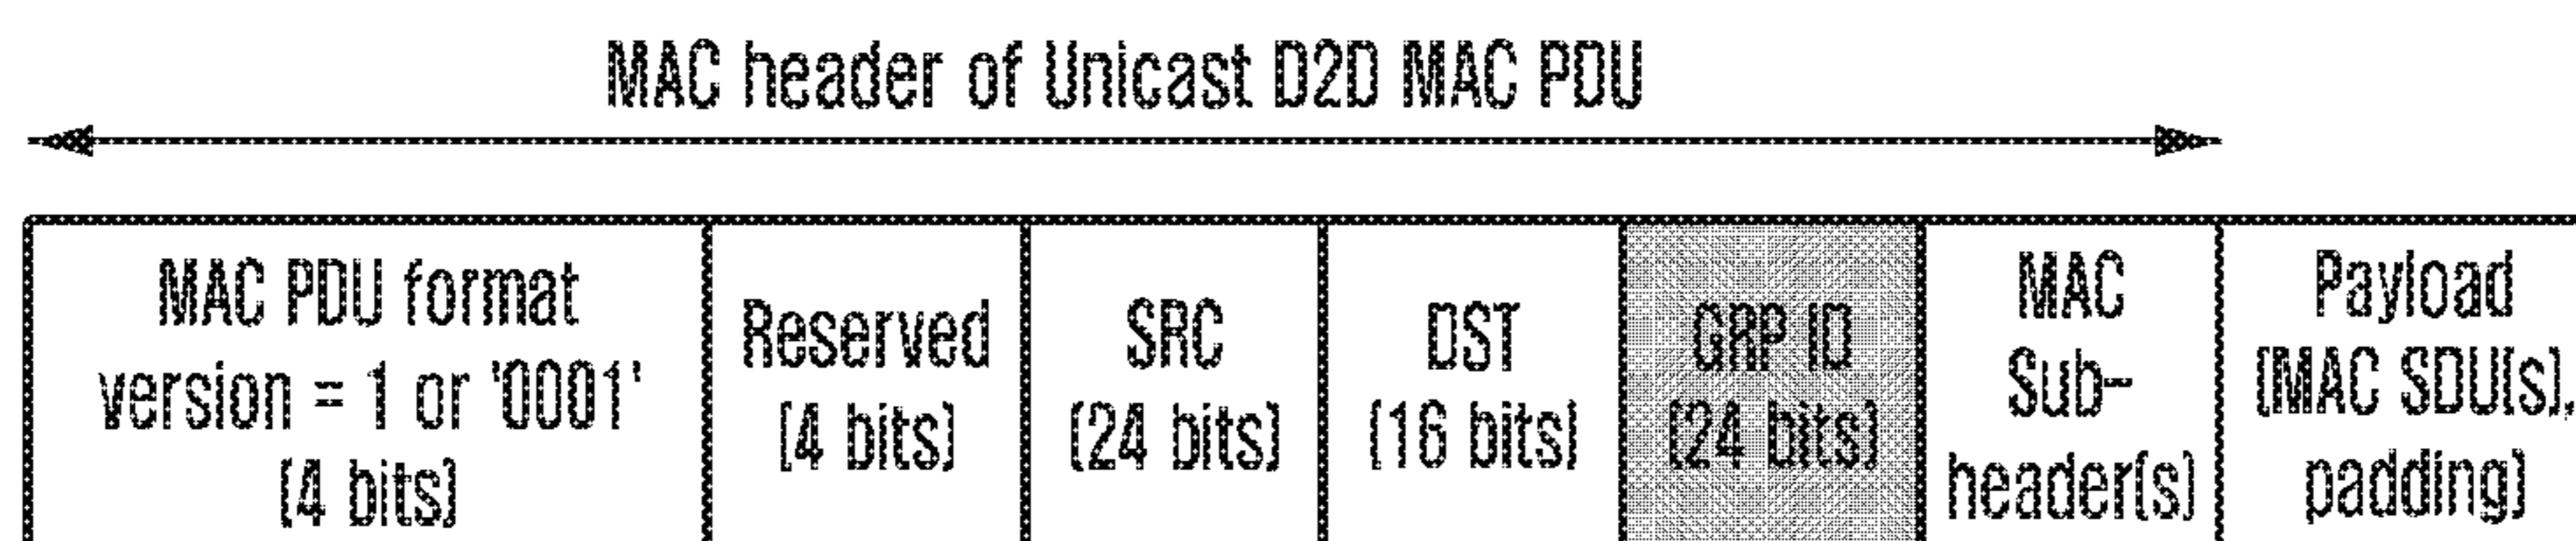 MAC header of Unicast D2D MAC PDU
MAC PDU format
version = 1 or '0001'
(4 bits)
Reserved
(4 bits)
SRC
(24 bits)
DST
(16 bits)
GRP ID
(24 bits)
MAC
Sub-
header(s)
Payload
(MAC SDU(s),
padding)